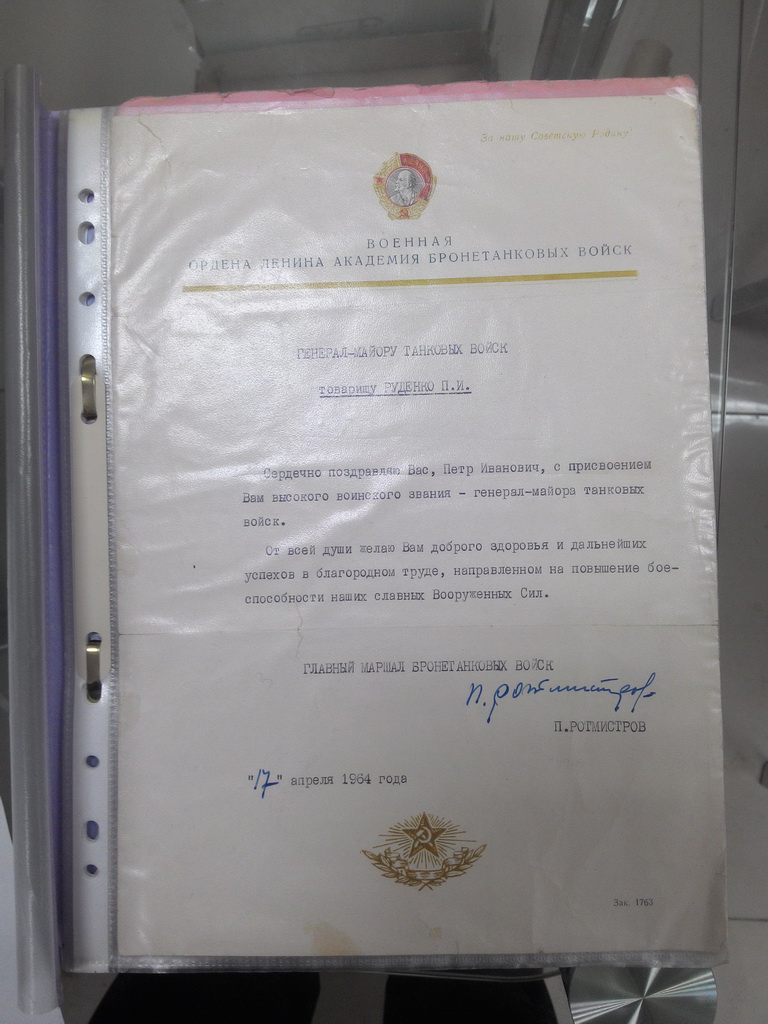 За нашу Советскую Родину!
ВОЕННАЯ
ОРДЕНА ЛЕНИНА АКАДЕМИЯ БРОНЕТАНКОВЫХ ВОЙСК
ГЕНЕРАЛ-МАЙОРУ ТАНКОВЫХ ВОЙСК
товарищу РУДЕНКО П.И.
Сердечно поздравляю Вас, Петр Иванович, с присвоением
Вам высокого воинского звания - генерал-майора танковых
войск.
От всей души желаю Вам доброго здоровья и дальнейших
успехов в благородном труде, направленном на повышение бое-
способности наших славных Вооруженных Сил.
ГЛАВНЫЙ МАРШАЛ БРОНЕТАНКОВЫХ ВОЙСК
П. Ротмистров
П.РОТМИСТРОВ
"17" апреля 1964 года
Зак. 1763